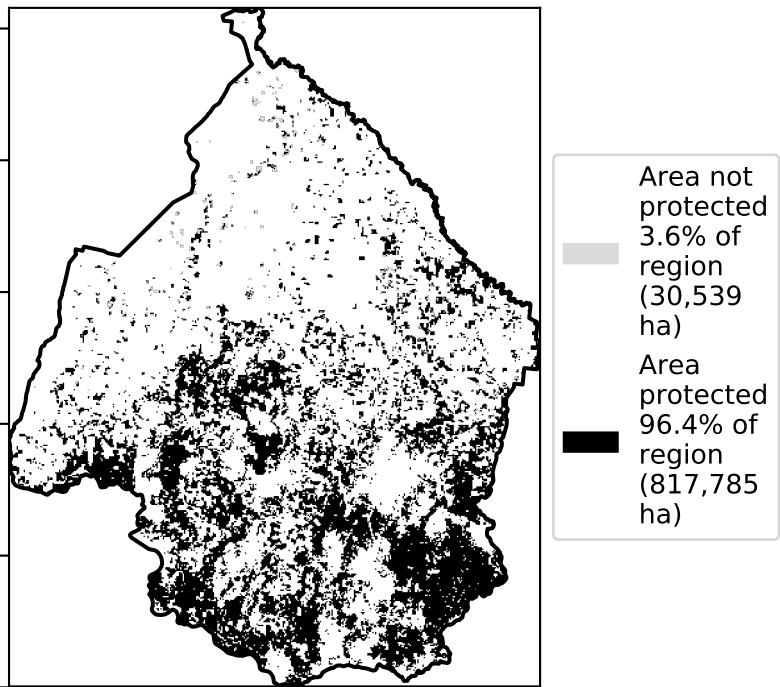 Area not
protected
3.6% of
region
(30,539
ha)
Area
protected
96.4% of
region
(817,785
ha)